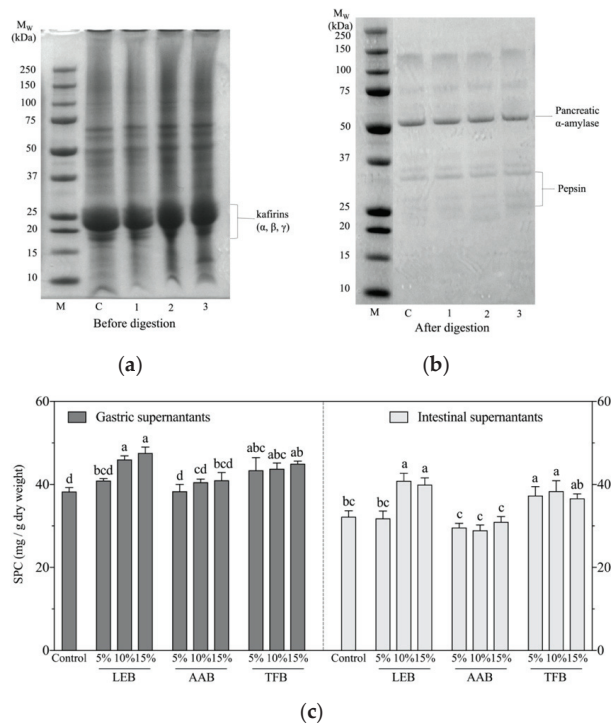 M_W
(kDa)
250
150
100
75
50
37
25
20
15
10
M C 1 2 3
Before digestion
kafirins
(α, β, γ)
(a)
M_W
(kDa)
250
150
100
75
50
37
25
20
15
10
M C 1 2 3
After digestion
Pancreatic
α-amylase
Pepsin
(b)
SPC (mg / g dry weight)
60
40
20
0
Gastric supernantants
d bcd a a d cd bcd abc abc ab
Control 5% 10% 15% 5% 10% 15% 5% 10% 15%
LEB AAB TFB
Intestinal supernantants
bc bc a a c c c a a ab
Control 5% 10% 15% 5% 10% 15% 5% 10% 15%
LEB AAB TFB
60
40
20
0
(c)